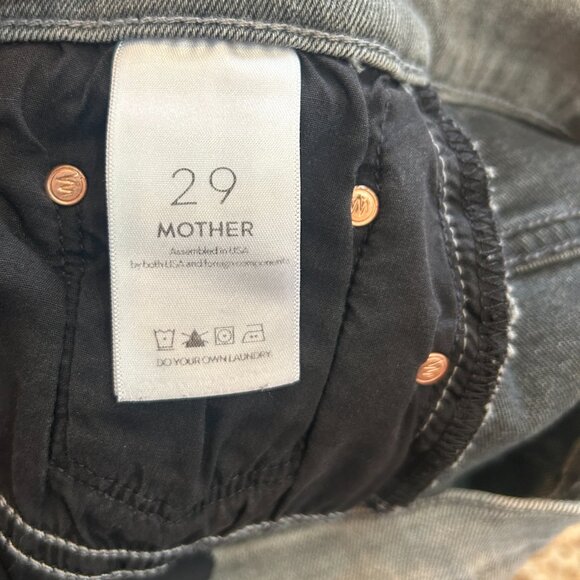 29
MOTHER
Assembled in USA
by both USA and foreign components
DO YOUR OWN LAUNDRY